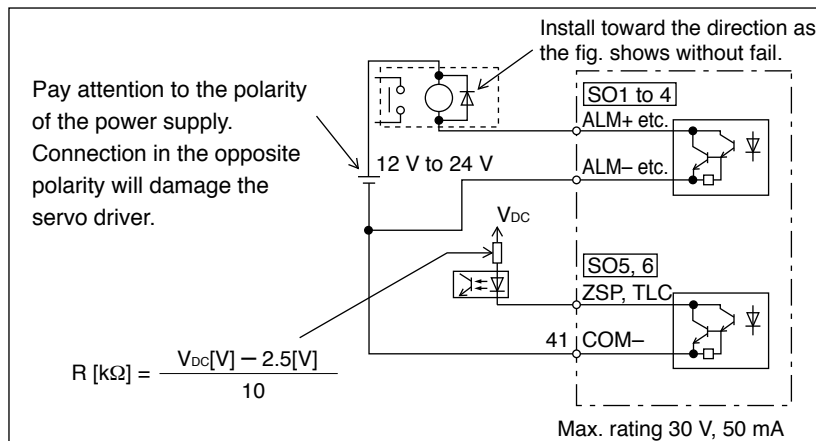 Install toward the direction as
the fig. shows without fail.
Pay attention to the polarity
of the power supply.
Connection in the opposite
polarity will damage the
servo driver.
SO1 to 4
ALM+ etc.
12 V to 24 V
ALM– etc.
VDC
SO5, 6
ZSP, TLC
41 COM–
R [kΩ] = VDC[V] – 2.5[V]
10
Max. rating 30 V, 50 mA